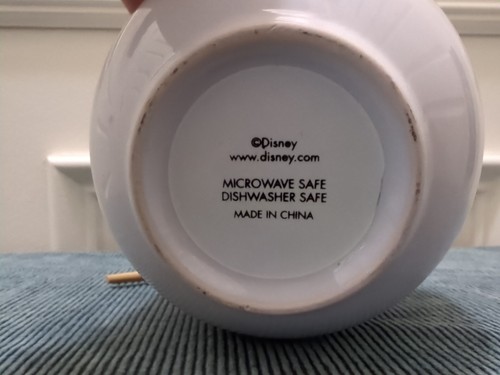 ©Disney
www.disney.com
MICROWAVE SAFE
DISHWASHER SAFE
MADE IN CHINA